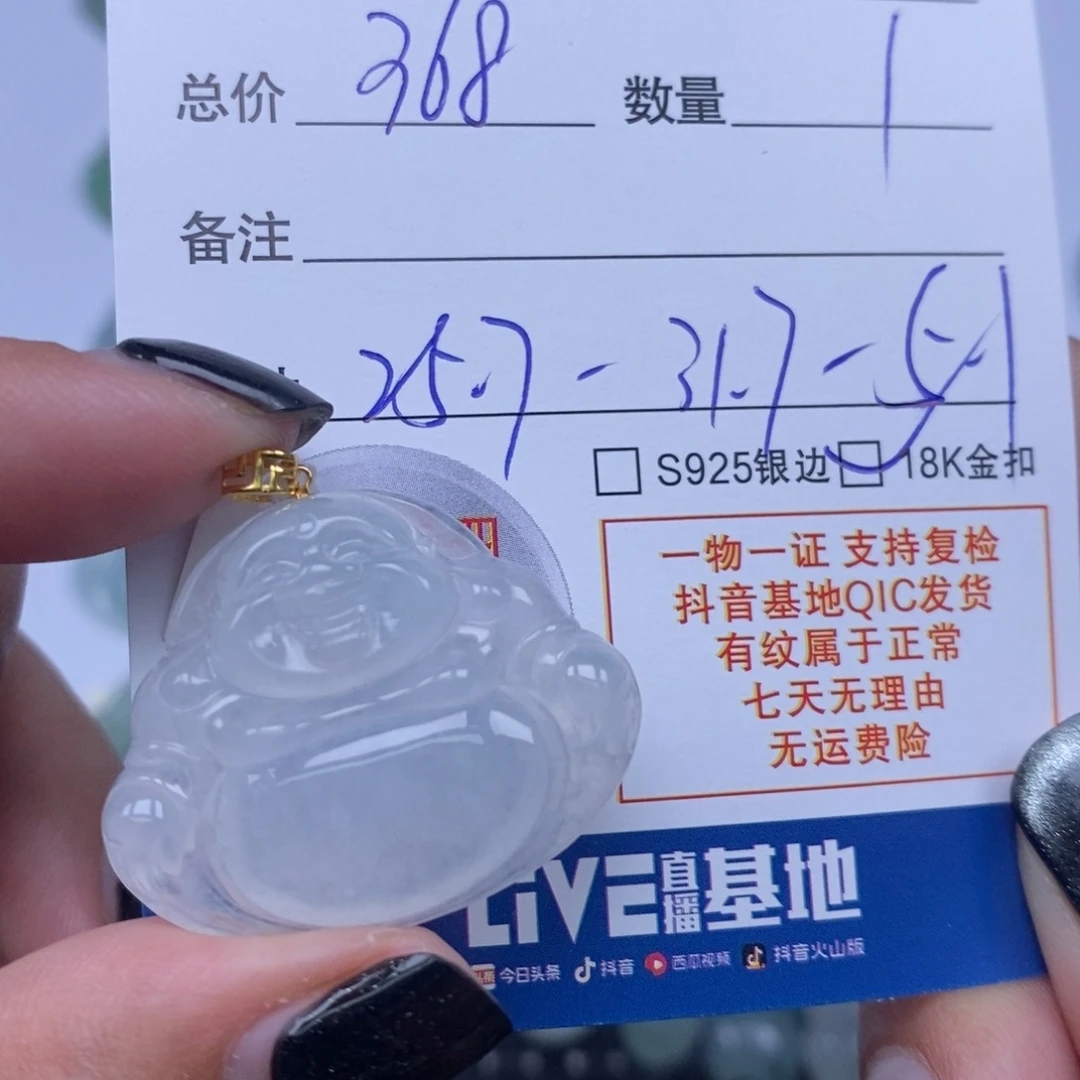 总价 368 数量 1
备注
25.7 - 31.7 - 5.1
S925银边 18K金扣
一物一证 支持复检
抖音基地QIC发货
有纹属于正常
七天无理由
无运费险
LIVE直播基地
今日头条 抖音 西瓜视频 抖音火山版